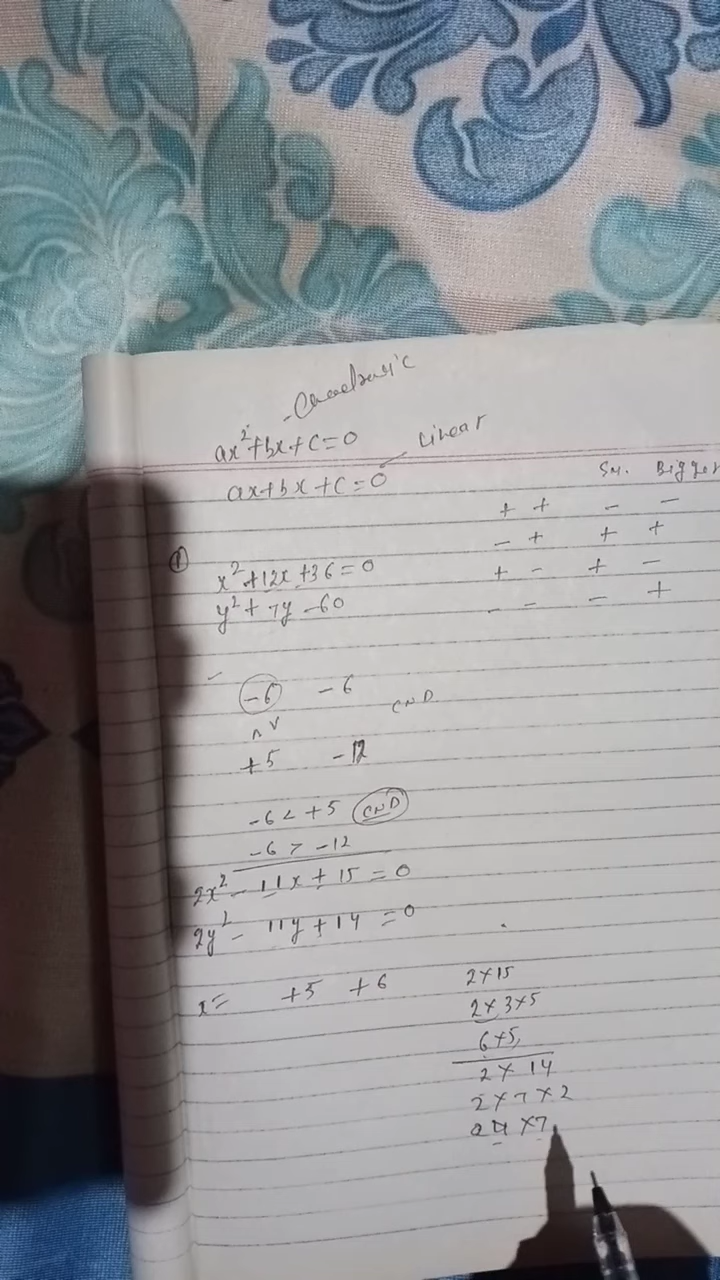 Quadratic
ax²+bx+c=0
Linear
ax+bx+c=0
Sm. Bigger
+ + - -
- + + +
+ - + -
- - - +
①
x²+12x+36=0
y²+7y-60
-6 -6
CND
∧ ∨
+5 -12
-6 < +5 CND
-6 > -12
2x²-11x+15=0
2y²-11y+14=0
x= +5 +6
2×15
2×3×5
6×5,
2×14
2×7×2
4×7